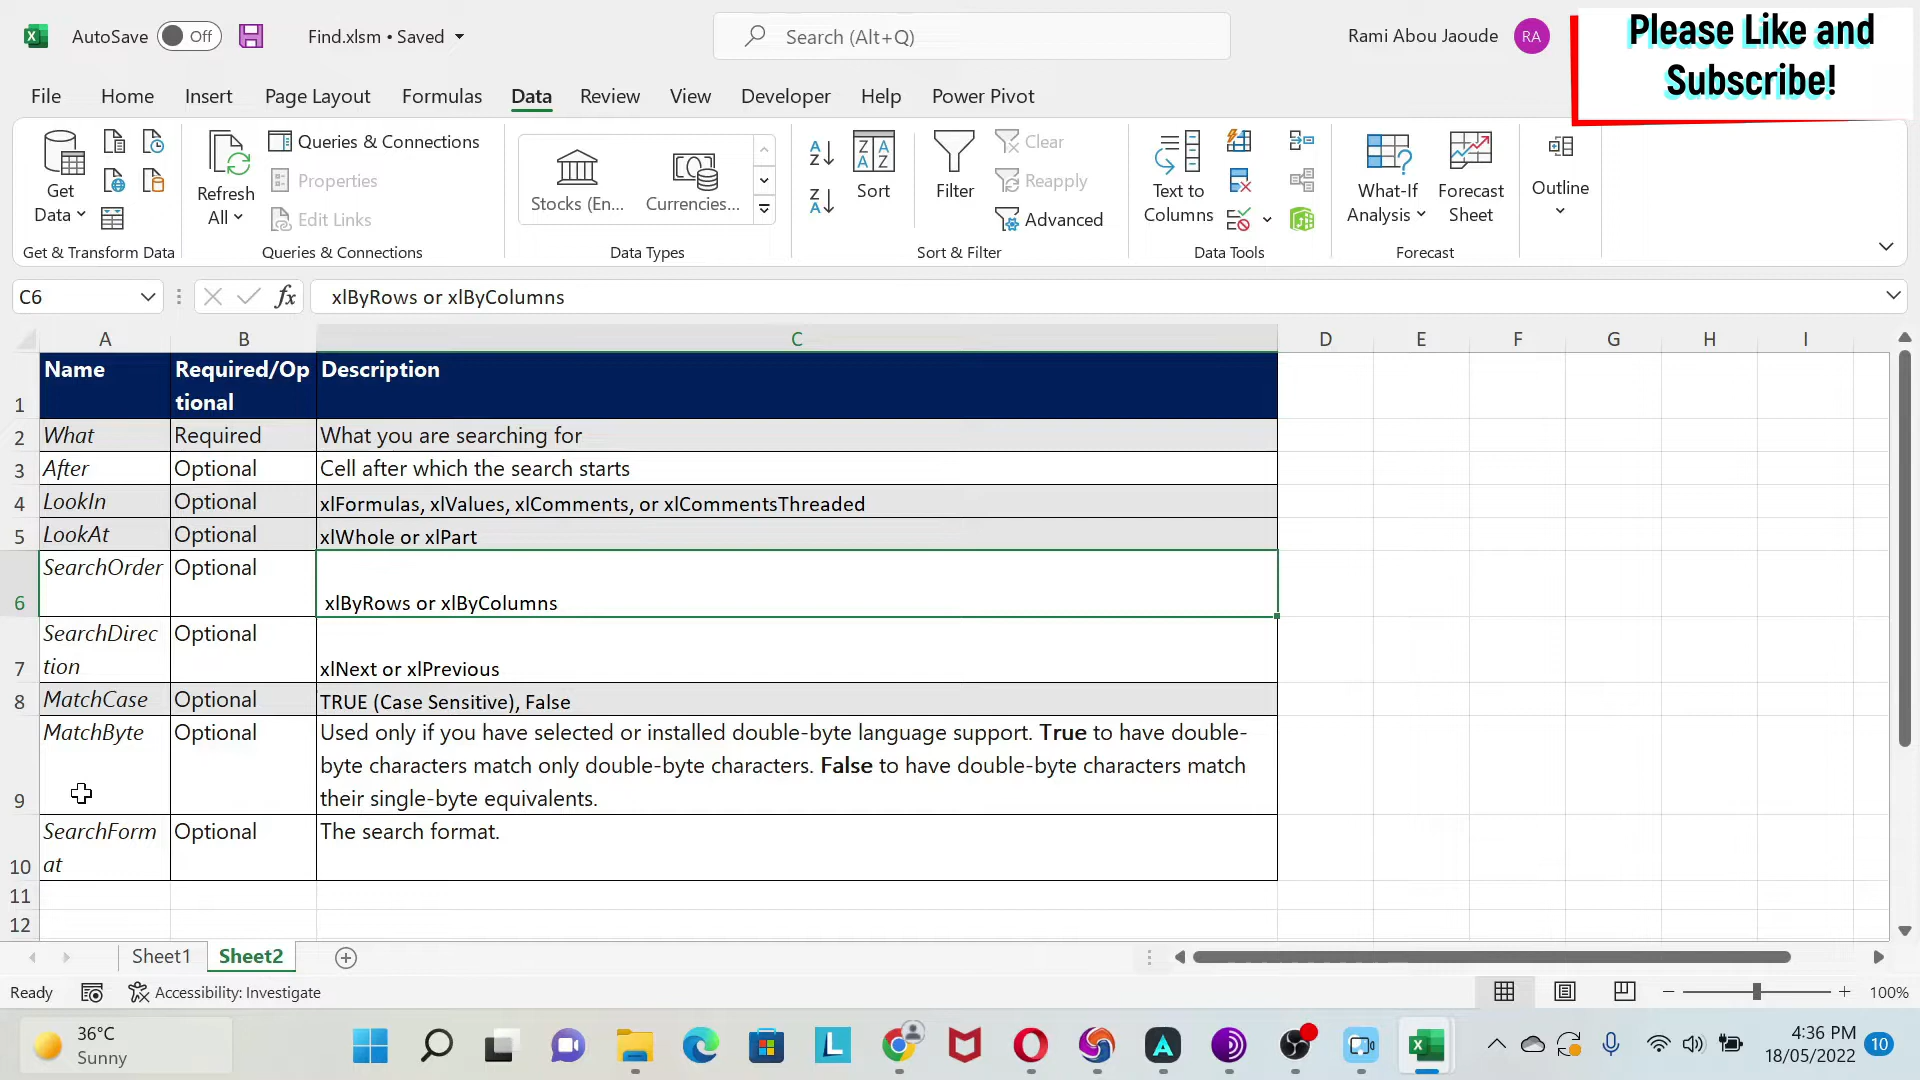 AutoSave Off Find.xlsm • Saved Search (Alt+Q) Rami Abou Jaoude RA
Please Like and
Subscribe!
File Home Insert Page Layout Formulas Data Review View Developer Help Power Pivot
Get
Data
Get & Transform Data
Refresh
All
Queries & Connections
Properties
Edit Links
Queries & Connections
Stocks (En... Currencies...
Data Types
Sort
Filter
Clear
Reapply
Advanced
Sort & Filter
Text to
Columns
Data Tools
What-If
Analysis
Forecast
Sheet
Forecast
Outline
C6 fx xlByRows or xlByColumns
A B C D E F G H I
Name Required/Op Description
1 tional
2 What Required What you are searching for
3 After Optional Cell after which the search starts
4 LookIn Optional xlFormulas, xlValues, xlComments, or xlCommentsThreaded
5 LookAt Optional xlWhole or xlPart
SearchOrder Optional
6 xlByRows or xlByColumns
SearchDirec Optional
7 tion xlNext or xlPrevious
8 MatchCase Optional TRUE (Case Sensitive), False
MatchByte Optional Used only if you have selected or installed double-byte language support. True to have double-
byte characters match only double-byte characters. False to have double-byte characters match
9 their single-byte equivalents.
SearchForm Optional The search format.
10 at
11
12
Sheet1 Sheet2
Ready Accessibility: Investigate 100%
36°C
Sunny
4:36 PM
18/05/2022
10